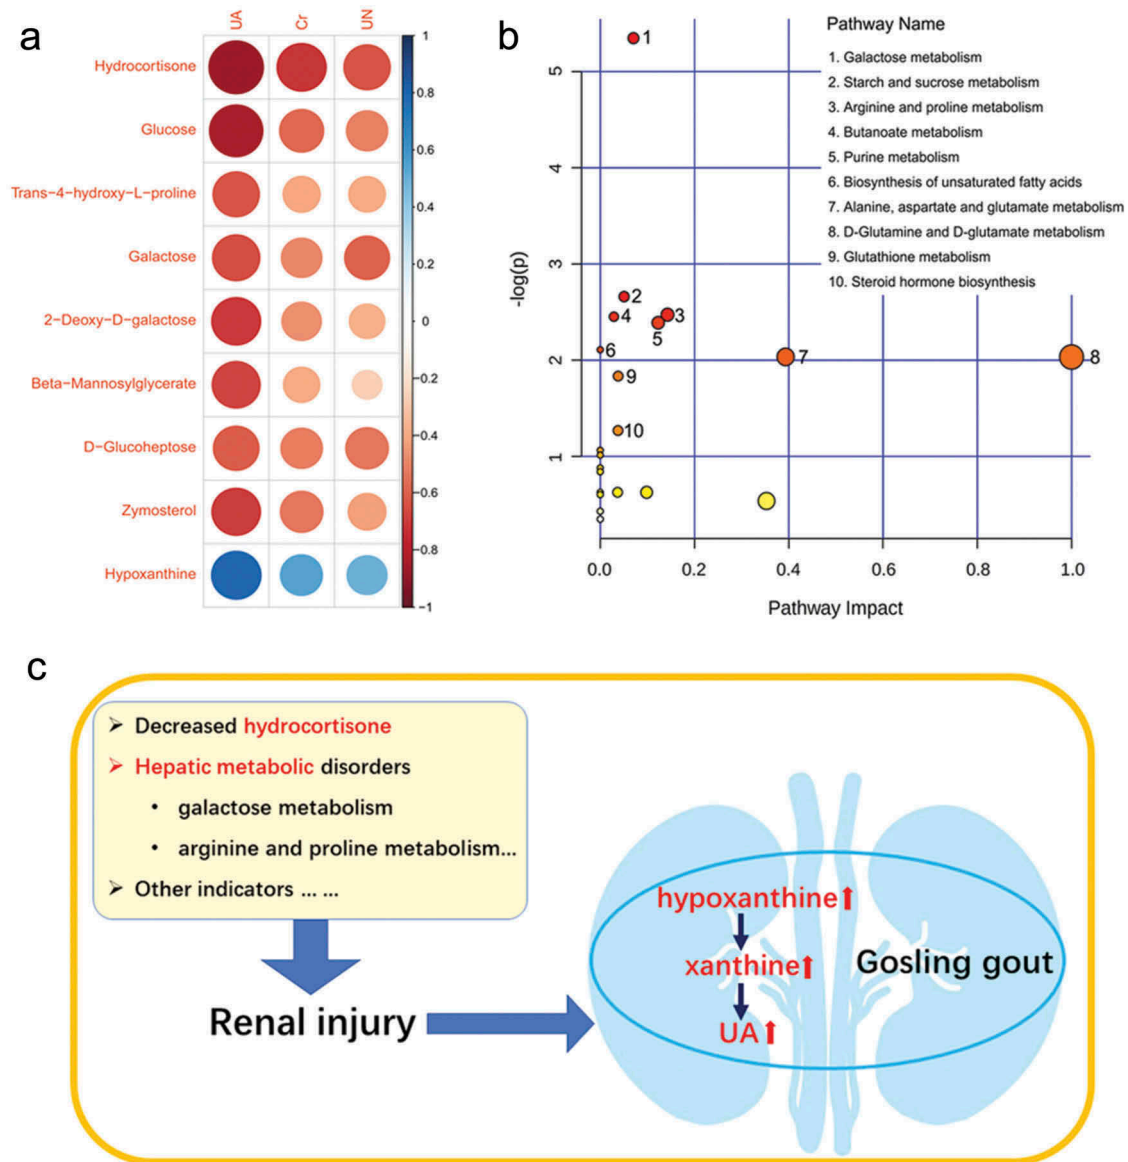 a
UA Cr UN
Hydrocortisone
Glucose
Trans−4−hydroxy−L−proline
Galactose
2−Deoxy−D−galactose
Beta−Mannosylglycerate
D−Glucoheptose
Zymosterol
Hypoxanthine
1
0.8
0.6
0.4
0.2
0
−0.2
−0.4
−0.6
−0.8
−1
b
Pathway Name
1. Galactose metabolism
2. Starch and sucrose metabolism
3. Arginine and proline metabolism
4. Butanoate metabolism
5. Purine metabolism
6. Biosynthesis of unsaturated fatty acids
7. Alanine, aspartate and glutamate metabolism
8. D-Glutamine and D-glutamate metabolism
9. Glutathione metabolism
10. Steroid hormone biosynthesis
-log(p)
5
4
3
2
1
1
2
3
4
5
6
7
8
9
10
0.0 0.2 0.4 0.6 0.8 1.0
Pathway Impact
c
➢ Decreased hydrocortisone
➢ Hepatic metabolic disorders
• galactose metabolism
• arginine and proline metabolism...
➢ Other indicators ... ...
Renal injury
hypoxanthine
xanthine
UA
Gosling gout